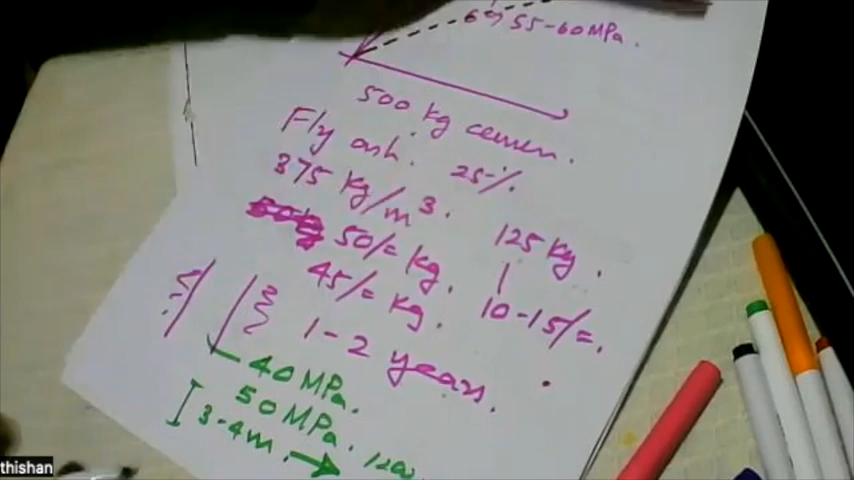 55-60MPa.
500 kg cemen.
Fly ash. 25%
375 kg/m3. 125 kg.
50/= kg.
45/= kg. 10-15/=.
1-2 years.
40 MPa.
50 MPa.
3-4m.
thishan